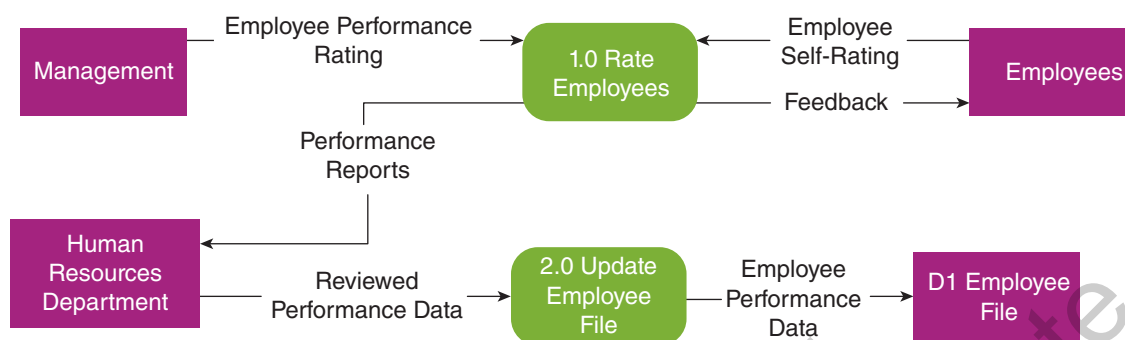 Management
Employee Performance
Rating
1.0 Rate
Employees
Employee
Self-Rating
Employees
Feedback
Performance
Reports
Human
Resources
Department
Reviewed
Performance Data
2.0 Update
Employee
File
Employee
Performance
Data
D1 Employee
File